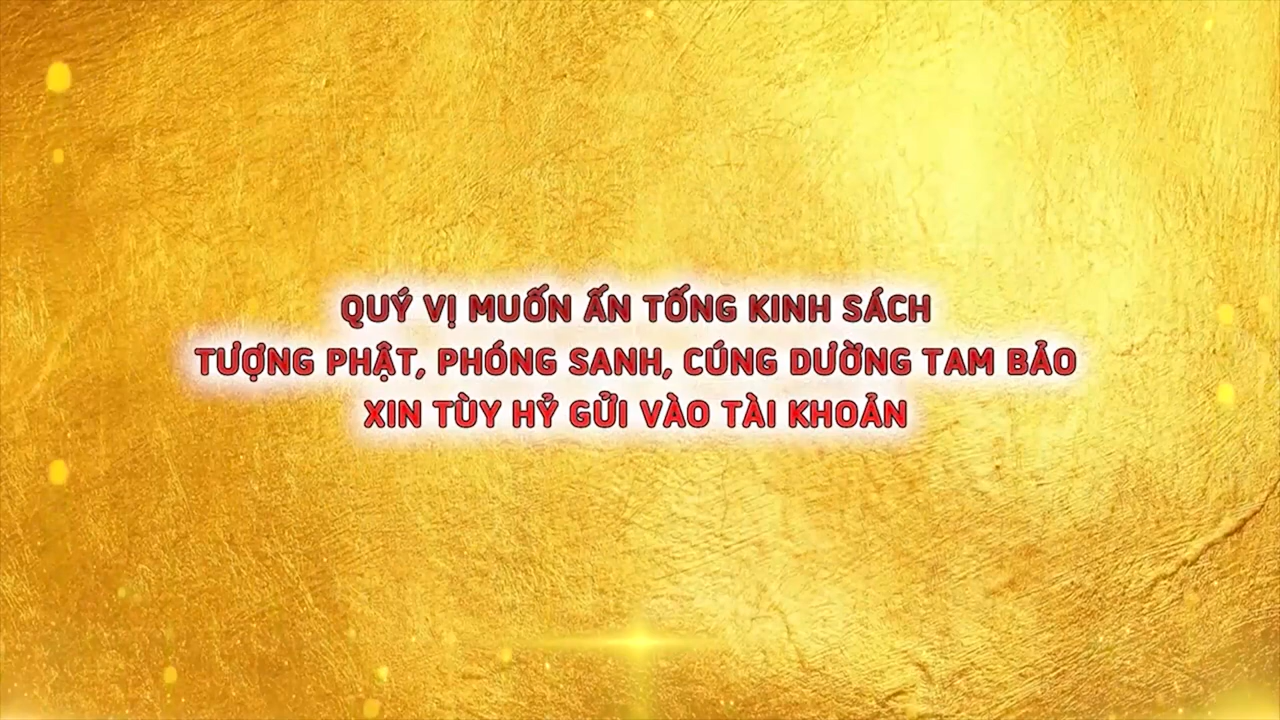 QUÝ VỊ MUỐN ẤN TỐNG KINH SÁCH
TƯỢNG PHẬT, PHÓNG SANH, CÚNG DƯỜNG TAM BẢO
XIN TÙY HỶ GỬI VÀO TÀI KHOẢN